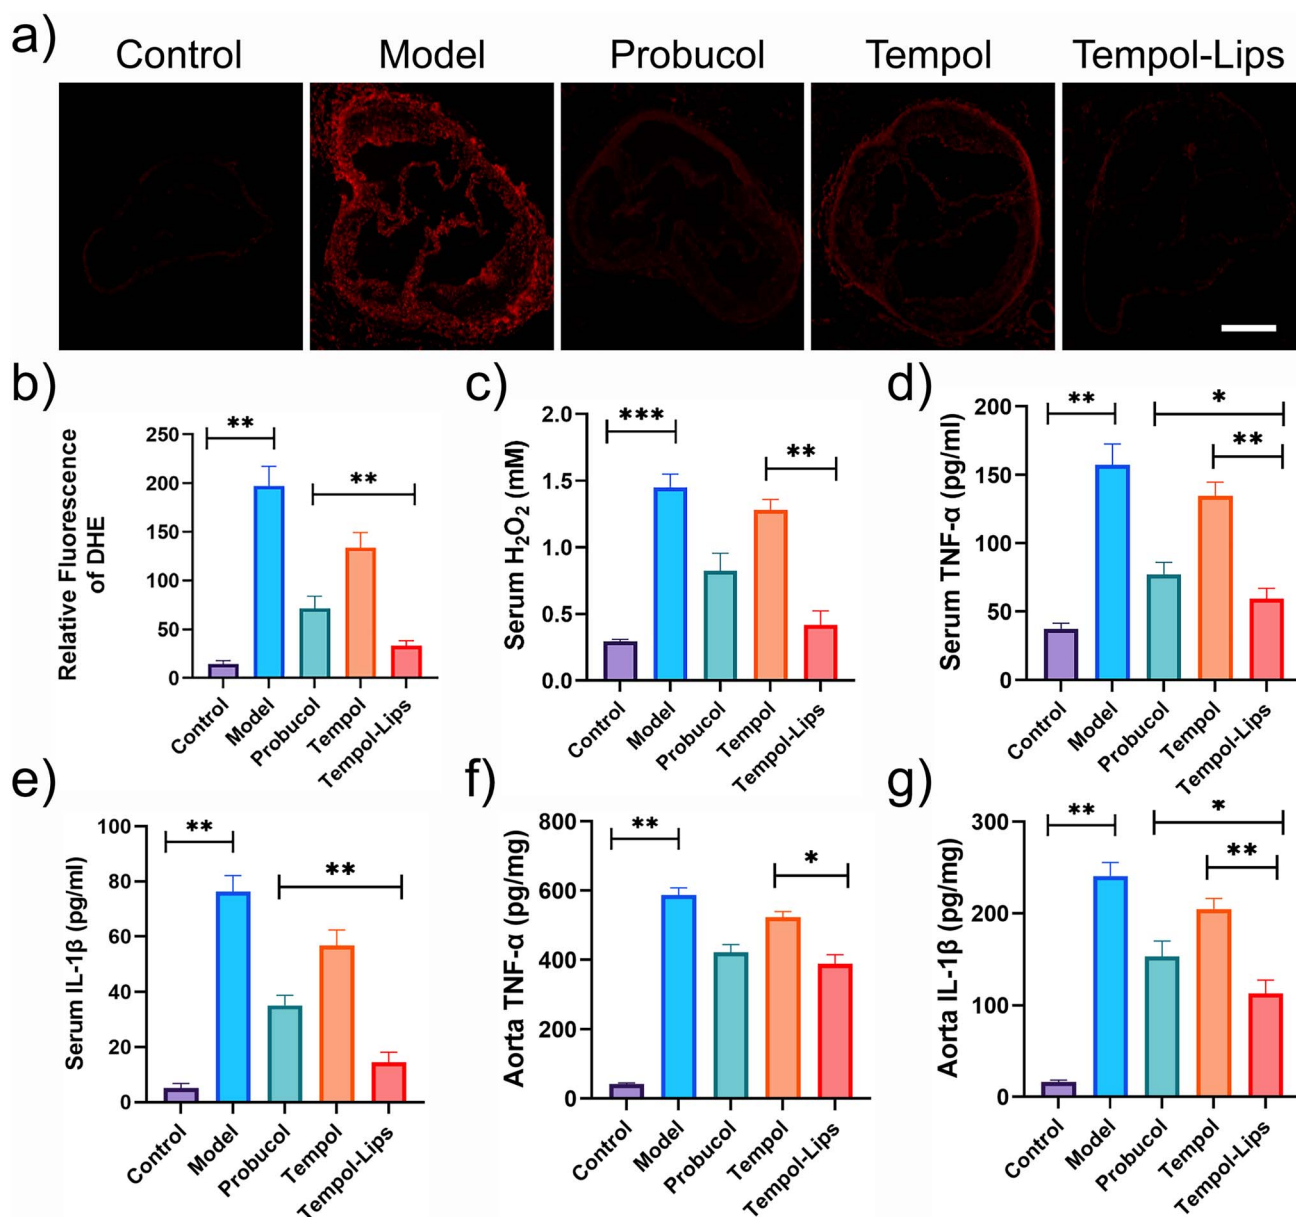 a)
Control Model Probucol Tempol Tempol-Lips
b)
Relative Fluorescence
of DHE
250
200
150
100
50
0
**
**
Control Model Probucol Tempol Tempol-Lips
c)
Serum H₂O₂ (mM)
2.0
1.5
1.0
0.5
0.0
***
**
Control Model Probucol Tempol Tempol-Lips
d)
Serum TNF-α (pg/ml)
200
150
100
50
0
**
*
**
Control Model Probucol Tempol Tempol-Lips
e)
Serum IL-1β (pg/ml)
100
80
60
40
20
0
**
**
Control Model Probucol Tempol Tempol-Lips
f)
Aorta TNF-α (pg/mg)
800
600
400
200
0
**
*
Control Model Probucol Tempol Tempol-Lips
g)
Aorta IL-1β (pg/mg)
300
200
100
0
**
*
**
Control Model Probucol Tempol Tempol-Lips